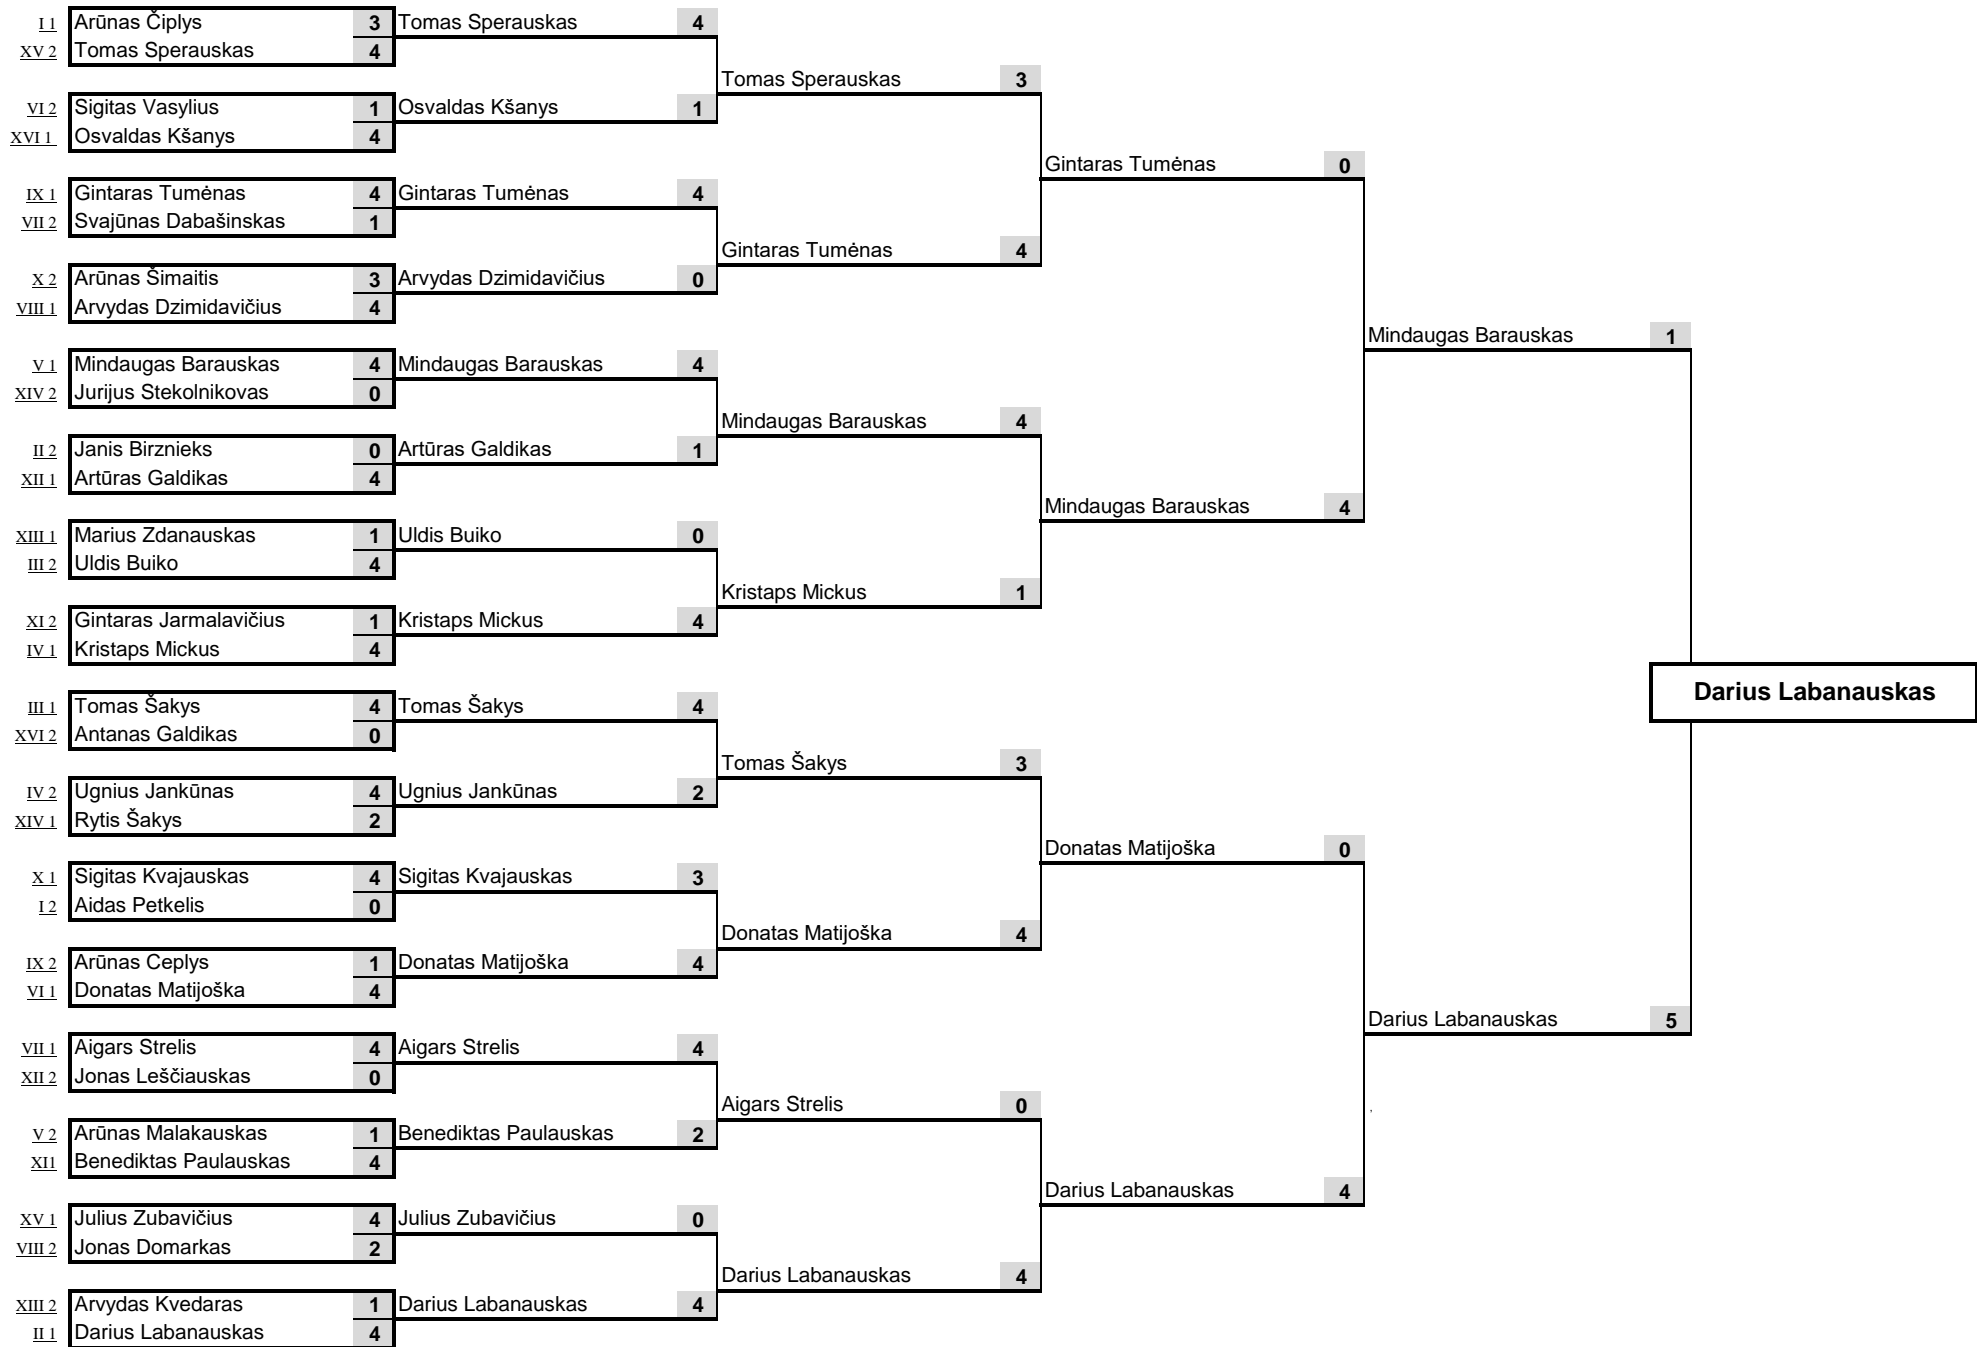 I 1 Arūnas Čiplys 3 Tomas Sperauskas 4
XV 2 Tomas Sperauskas 4
Tomas Sperauskas 3
VI 2 Sigitas Vasylius 1 Osvaldas Kšanys 1
XVI 1 Osvaldas Kšanys 4
Gintaras Tumėnas 0
IX 1 Gintaras Tumėnas 4 Gintaras Tumėnas 4
VII 2 Svajūnas Dabašinskas 1
Gintaras Tumėnas 4
X 2 Arūnas Šimaitis 3 Arvydas Dzimidavičius 0
VIII 1 Arvydas Dzimidavičius 4
Mindaugas Barauskas 1
V 1 Mindaugas Barauskas 4 Mindaugas Barauskas 4
XIV 2 Jurijus Stekolnikovas 0
Mindaugas Barauskas 4
II 2 Janis Birznieks 0 Artūras Galdikas 1
XII 1 Artūras Galdikas 4
Mindaugas Barauskas 4
XIII 1 Marius Zdanauskas 1 Uldis Buiko 0
III 2 Uldis Buiko 4
Kristaps Mickus 1
XI 2 Gintaras Jarmalavičius 1 Kristaps Mickus 4
IV 1 Kristaps Mickus 4
Darius Labanauskas
III 1 Tomas Šakys 4 Tomas Šakys 4
XVI 2 Antanas Galdikas 0
Tomas Šakys 3
IV 2 Ugnius Jankūnas 4 Ugnius Jankūnas 2
XIV 1 Rytis Šakys 2
Donatas Matijoška 0
X 1 Sigitas Kvajauskas 4 Sigitas Kvajauskas 3
I 2 Aidas Petkelis 0
Donatas Matijoška 4
IX 2 Arūnas Ceplys 1 Donatas Matijoška 4
VI 1 Donatas Matijoška 4
Darius Labanauskas 5
VII 1 Aigars Strelis 4 Aigars Strelis 4
XII 2 Jonas Leščiauskas 0
Aigars Strelis 0
V 2 Arūnas Malakauskas 1 Benediktas Paulauskas 2
XI1 Benediktas Paulauskas 4
Darius Labanauskas 4
XV 1 Julius Zubavičius 4 Julius Zubavičius 0
VIII 2 Jonas Domarkas 2
Darius Labanauskas 4
XIII 2 Arvydas Kvedaras 1 Darius Labanauskas 4
II 1 Darius Labanauskas 4